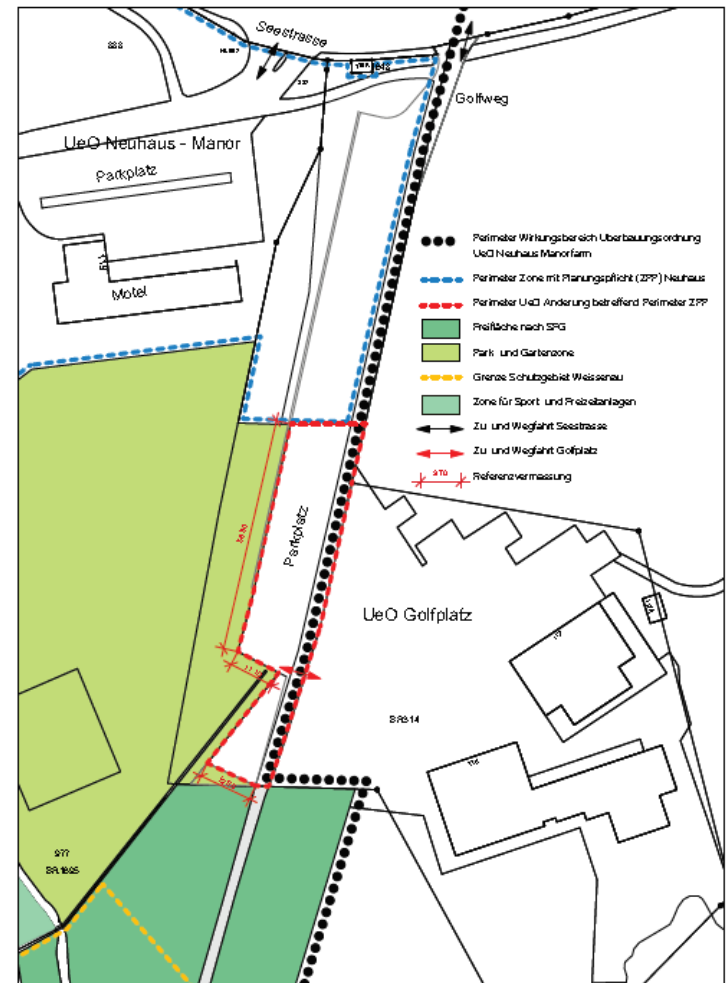 Seestrasse
Golfweg
UeO Neuhaus - Manor
Parkplatz
Motel
Perimeter Wirkungsbereich Überbauungsordnung
UeO Neuhaus Manorfarm
Perimeter Zone mit Planungspflicht (ZPP) Neuhaus
Perimeter UeO Änderung betreffend Perimeter ZPP
Freifläche nach SFG
Park- und Gartenzone
Grenze Schutzgebiet Weissenau
Zone für Sport- und Freizeitanlagen
Zu- und Wegfahrt Seestrasse
Zu- und Wegfahrt Golfplatz
Referenzvermassung
Parkplatz
UeO Golfplatz
977